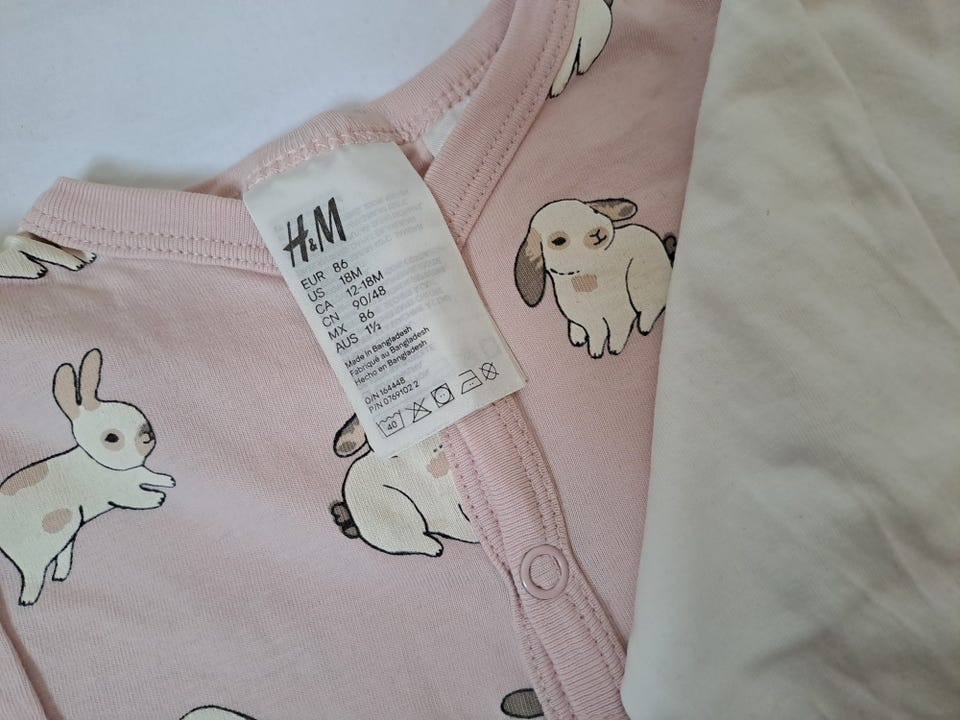 H&M
EUR 86
US 18M
CA 12-18M
CN 90/48
MX 86
AUS 1½
Made in Bangladesh
Fabriqué au Bangladesh
Hecho en Bangladesh
O/N 164448
P/N 0769102 2
40